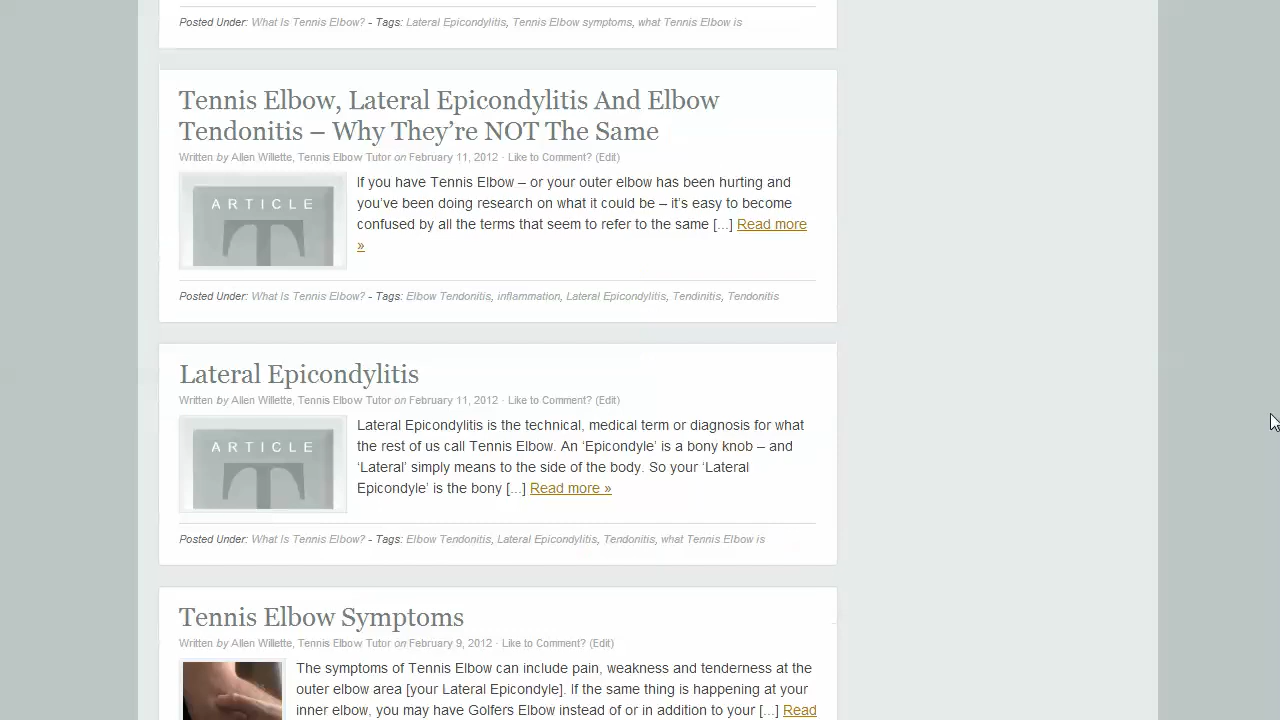 Posted Under: What Is Tennis Elbow? - Tags: Lateral Epicondylitis, Tennis Elbow symptoms, what Tennis Elbow is
Tennis Elbow, Lateral Epicondylitis And Elbow
Tendonitis – Why They're NOT The Same
Written by Allen Willette, Tennis Elbow Tutor on February 11, 2012 · Like to Comment? (Edit)
ARTICLE
T
If you have Tennis Elbow – or your outer elbow has been hurting and
you've been doing research on what it could be – it's easy to become
confused by all the terms that seem to refer to the same [...] Read more
»
Posted Under: What Is Tennis Elbow? - Tags: Elbow Tendonitis, inflammation, Lateral Epicondylitis, Tendinitis, Tendonitis
Lateral Epicondylitis
Written by Allen Willette, Tennis Elbow Tutor on February 11, 2012 · Like to Comment? (Edit)
ARTICLE
T
Lateral Epicondylitis is the technical, medical term or diagnosis for what
the rest of us call Tennis Elbow. An 'Epicondyle' is a bony knob – and
'Lateral' simply means to the side of the body. So your 'Lateral
Epicondyle' is the bony [...] Read more »
Posted Under: What Is Tennis Elbow? - Tags: Elbow Tendonitis, Lateral Epicondylitis, Tendonitis, what Tennis Elbow is
Tennis Elbow Symptoms
Written by Allen Willette, Tennis Elbow Tutor on February 9, 2012 · Like to Comment? (Edit)
The symptoms of Tennis Elbow can include pain, weakness and tenderness at the
outer elbow area [your Lateral Epicondyle]. If the same thing is happening at your
inner elbow, you may have Golfers Elbow instead of or in addition to your [...] Read